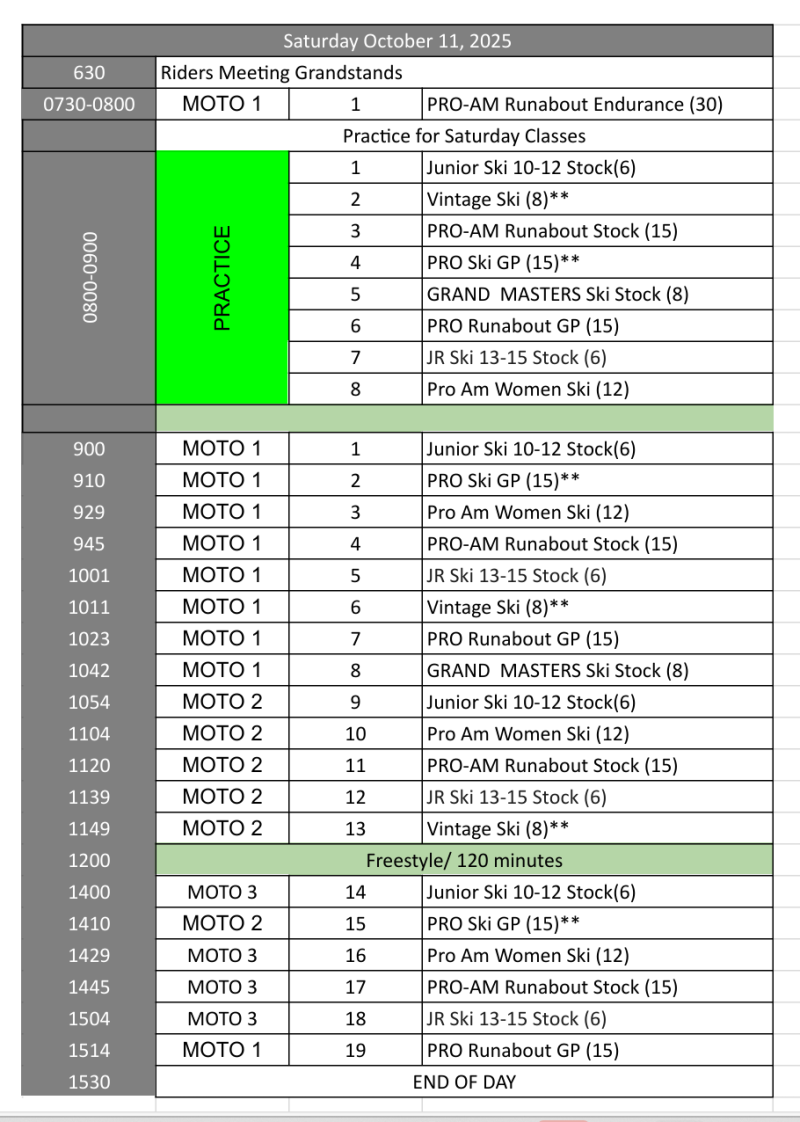 Saturday October 11, 2025
630 Riders Meeting Grandstands
0730-0800 MOTO 1 1 PRO-AM Runabout Endurance (30)
Practice for Saturday Classes
0800-0900
PRACTICE
1 Junior Ski 10-12 Stock(6)
2 Vintage Ski (8)**
3 PRO-AM Runabout Stock (15)
4 PRO Ski GP (15)**
5 GRAND  MASTERS Ski Stock (8)
6 PRO Runabout GP (15)
7 JR Ski 13-15 Stock (6)
8 Pro Am Women Ski (12)
900 MOTO 1 1 Junior Ski 10-12 Stock(6)
910 MOTO 1 2 PRO Ski GP (15)**
929 MOTO 1 3 Pro Am Women Ski (12)
945 MOTO 1 4 PRO-AM Runabout Stock (15)
1001 MOTO 1 5 JR Ski 13-15 Stock (6)
1011 MOTO 1 6 Vintage Ski (8)**
1023 MOTO 1 7 PRO Runabout GP (15)
1042 MOTO 1 8 GRAND  MASTERS Ski Stock (8)
1054 MOTO 2 9 Junior Ski 10-12 Stock(6)
1104 MOTO 2 10 Pro Am Women Ski (12)
1120 MOTO 2 11 PRO-AM Runabout Stock (15)
1139 MOTO 2 12 JR Ski 13-15 Stock (6)
1149 MOTO 2 13 Vintage Ski (8)**
1200 Freestyle/ 120 minutes
1400 MOTO 3 14 Junior Ski 10-12 Stock(6)
1410 MOTO 2 15 PRO Ski GP (15)**
1429 MOTO 3 16 Pro Am Women Ski (12)
1445 MOTO 3 17 PRO-AM Runabout Stock (15)
1504 MOTO 3 18 JR Ski 13-15 Stock (6)
1514 MOTO 1 19 PRO Runabout GP (15)
1530 END OF DAY